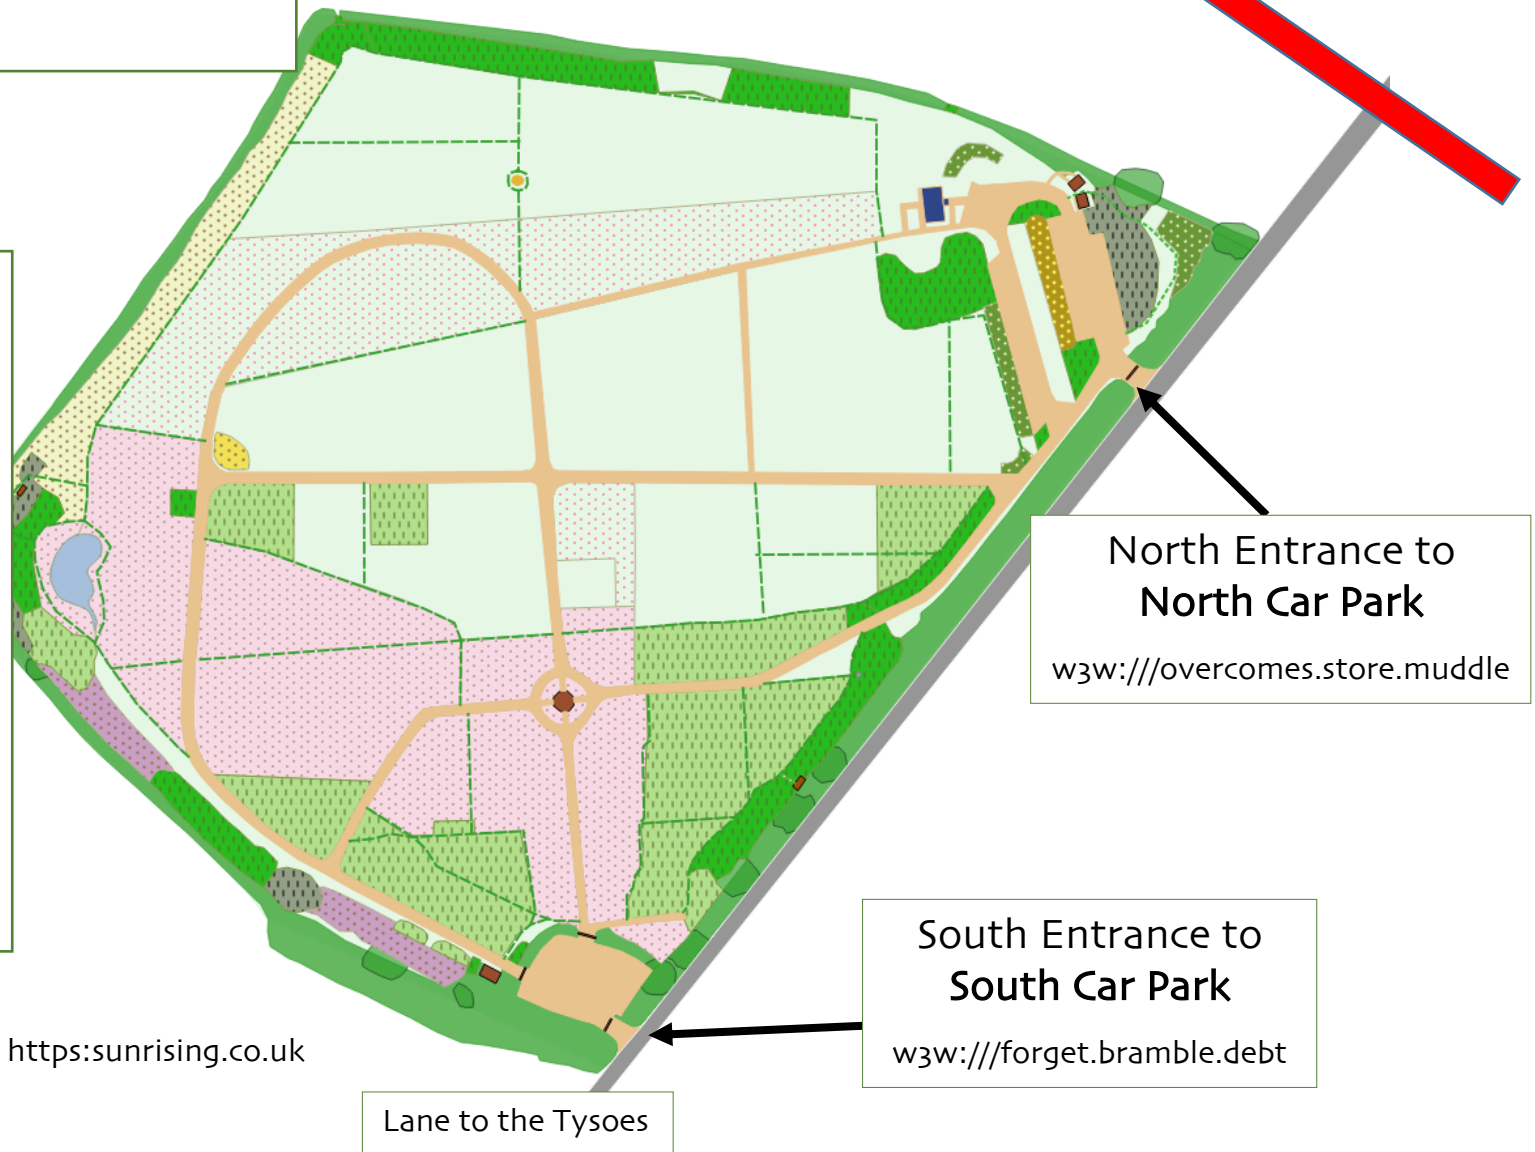 North Entrance to
North Car Park
w3w:///overcomes.store.muddle
South Entrance to
South Car Park
w3w:///forget.bramble.debt
https:sunrising.co.uk
Lane to the Tysoes